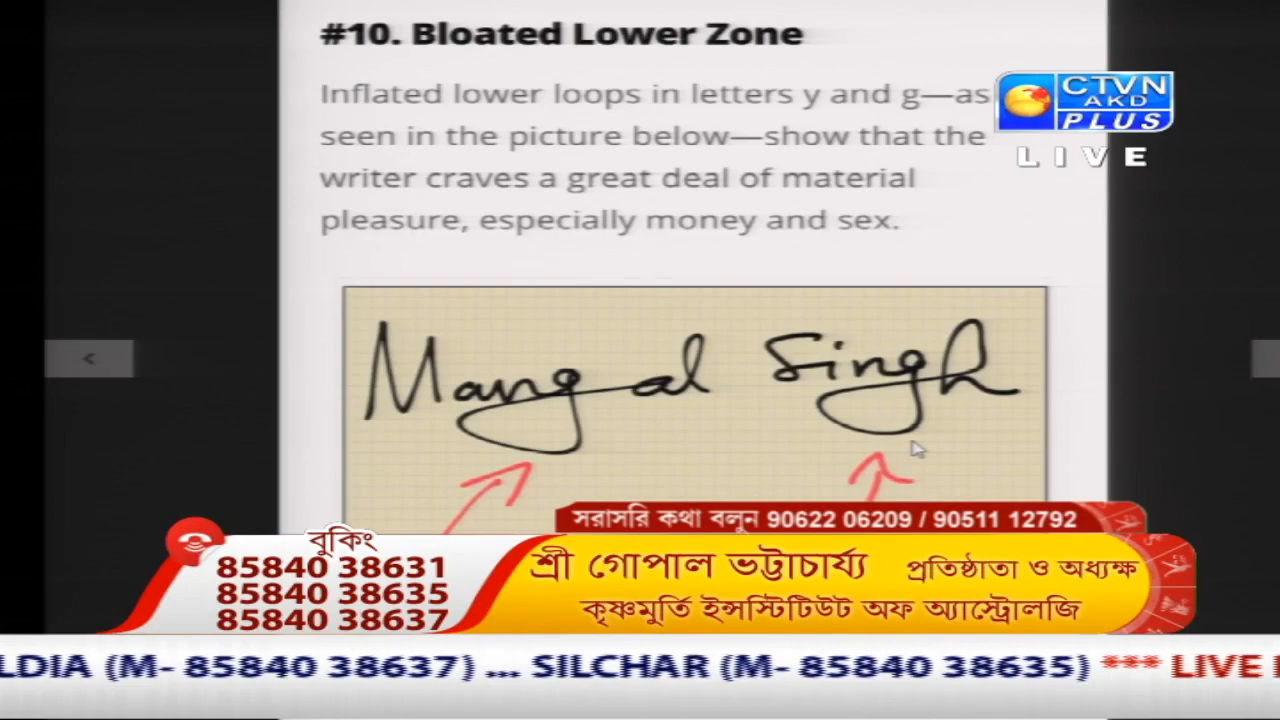 #10. Bloated Lower Zone
Inflated lower loops in letters y and g—as
seen in the picture below—show that the
writer craves a great deal of material
pleasure, especially money and sex.
CTVN
AKD
PLUS
LIVE
<
Mangal Singh
সরাসরি কথা বলুন 90622 06209 / 90511 12792
বুকিং
85840 38631
85840 38635
85840 38637
শ্রী গোপাল ভট্টাচার্য্য প্রতিষ্ঠাতা ও অধ্যক্ষ
কৃষ্ণমুর্তি ইন্সস্টিটিউট অফ অ্যাস্ট্রোলজি
LDIA (M- 85840 38637) ... SILCHAR (M- 85840 38635) *** LIVE